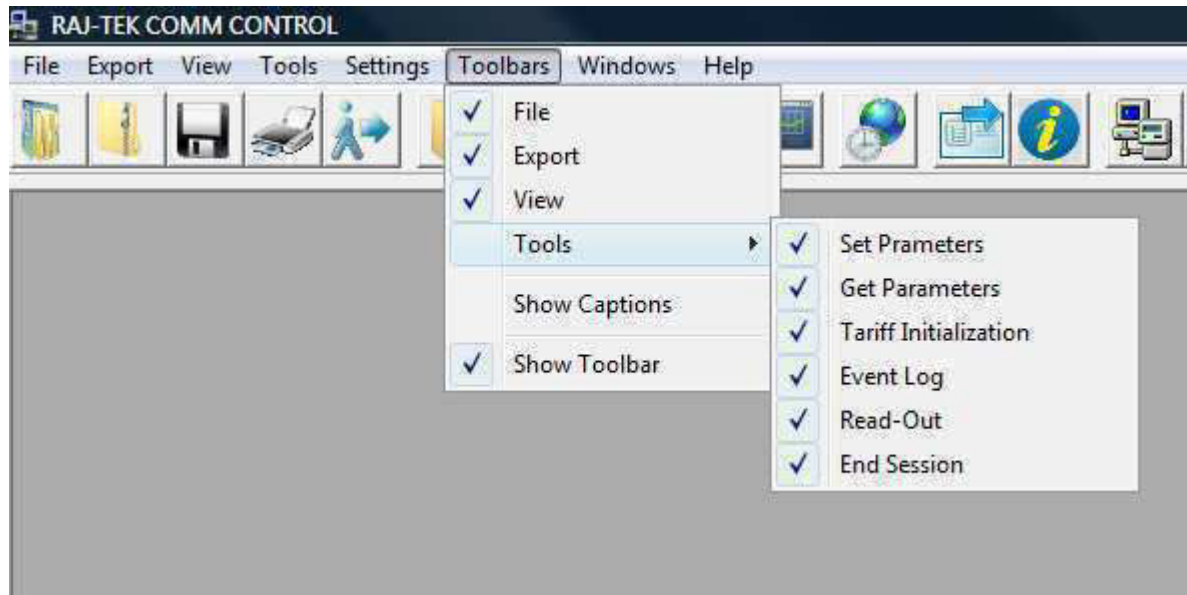 RAJ-TEK COMM CONTROL
File Export View Tools Settings Toolbars Windows Help
File
Export
View
Tools
Show Captions
Show Toolbar
Set Prameters
Get Parameters
Tariff Initialization
Event Log
Read-Out
End Session